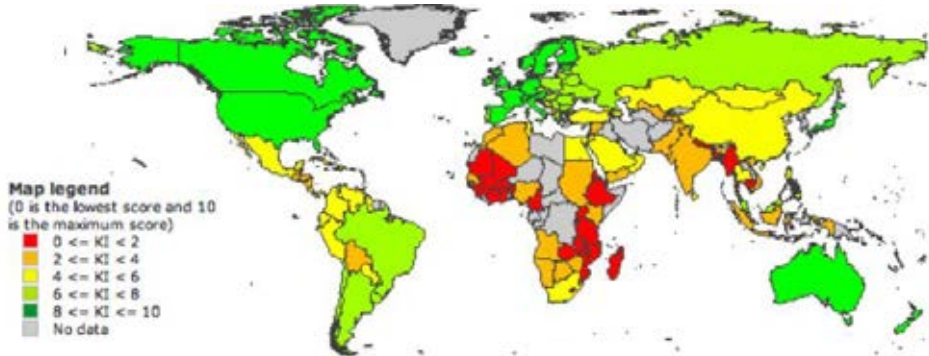 Map legend
(0 is the lowest score and 10
is the maximum score)
0 <= KI < 2
2 <= KI < 4
4 <= KI < 6
6 <= KI < 8
8 <= KI <= 10
No data